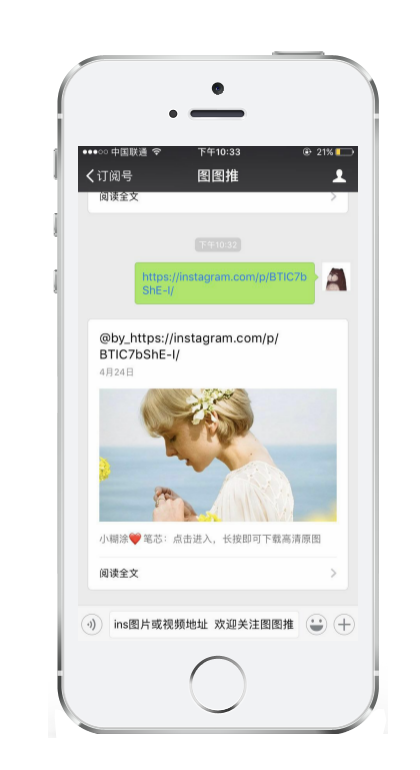 中国联通 下午10:33 21%
订阅号 图图推
阅读全文
下午10:32
https://instagram.com/p/BTIC7b
ShE-I/
@by_https://instagram.com/p/
BTIC7bShE-I/
4月24日
小糊涂❤️笔芯：点击进入，长按即可下载高清原图
阅读全文
ins图片或视频地址 欢迎关注图图推